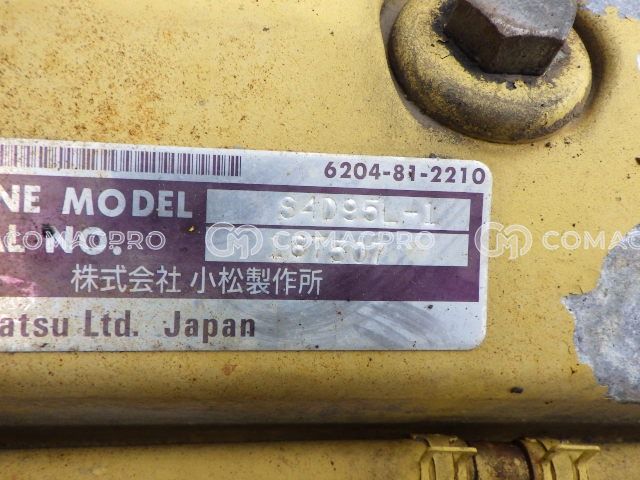 6204-81-2210
NE MODEL S4D95L-1
AL NO.
株式会社 小松製作所
atsu Ltd. Japan
COMACPRO COMACPRO COMACPRO